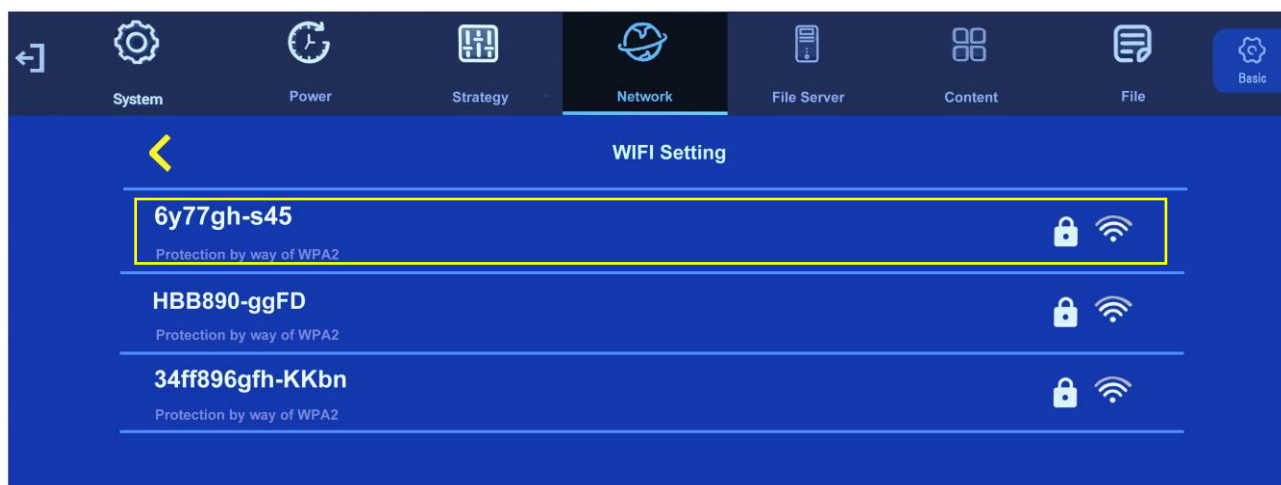 System Power Strategy Network File Server Content File Basic
WIFI Setting
6y77gh-s45
Protection by way of WPA2
HBB890-ggFD
Protection by way of WPA2
34ff896gfh-KKbn
Protection by way of WPA2